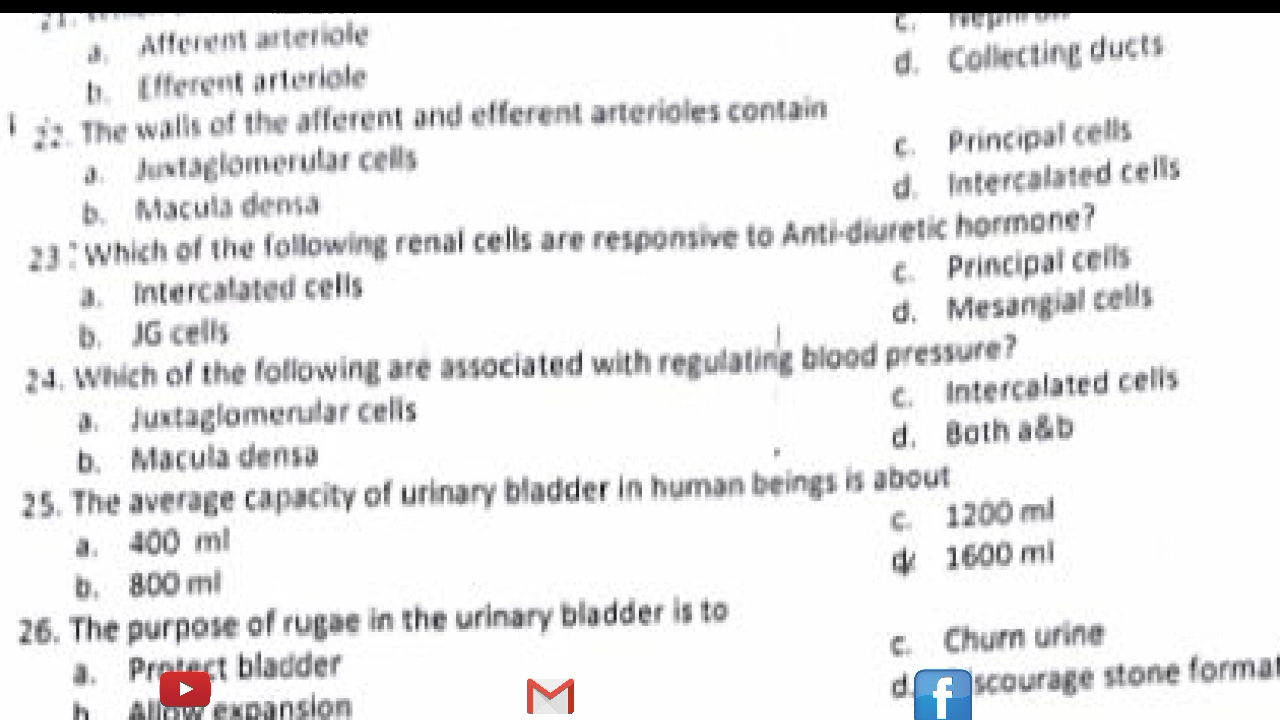 21.
a. Afferent arteriole
c.
b. Efferent arteriole
d. Collecting ducts
22. The walls of the afferent and efferent arterioles contain
a. Juxtaglomerular cells
c. Principal cells
b. Macula densa
d. Intercalated cells
23. Which of the following renal cells are responsive to Anti-diuretic hormone?
a. Intercalated cells
c. Principal cells
b. JG cells
d. Mesangial cells
24. Which of the following are associated with regulating blood pressure?
a. Juxtaglomerular cells
c. Intercalated cells
b. Macula densa
d. Both a&b
25. The average capacity of urinary bladder in human beings is about
a. 400 ml
c. 1200 ml
b. 800 ml
d. 1600 ml
26. The purpose of rugae in the urinary bladder is to
a. Protect bladder
c. Churn urine
b. Allow expansion
d. scourage stone format